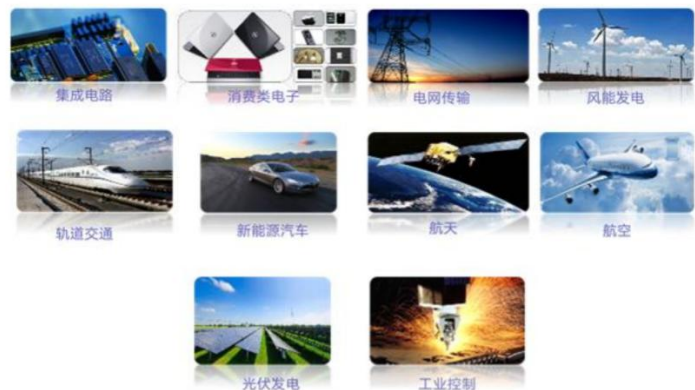 集成电路
消费类电子
电网传输
风能发电
轨道交通
新能源汽车
航天
航空
光伏发电
工业控制